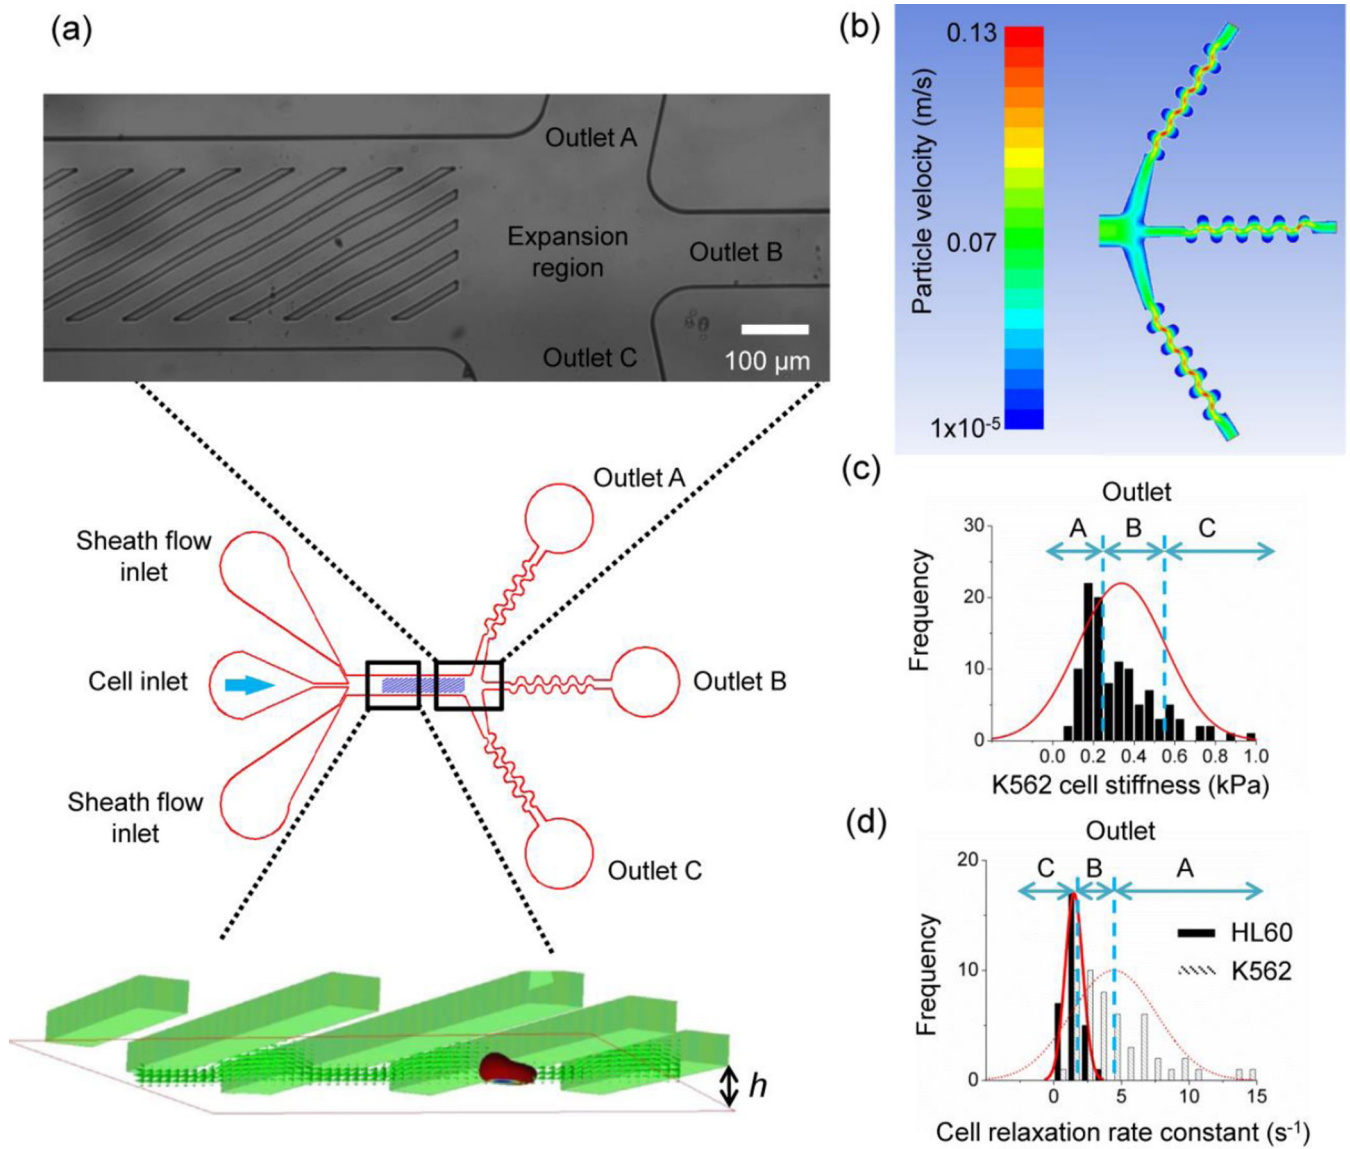 (a)
Outlet A
Expansion
region
Outlet B
Outlet C
100 μm
Sheath flow
inlet
Cell inlet
Sheath flow
inlet
Outlet A
Outlet B
Outlet C
h
(b)
Particle velocity (m/s)
0.13
0.07
1x10⁻⁵
(c)
Outlet
A B C
Frequency
30
20
10
0
0.0 0.2 0.4 0.6 0.8 1.0
K562 cell stiffness (kPa)
(d)
Outlet
C B A
Frequency
20
10
0
HL60
K562
0 5 10 15
Cell relaxation rate constant (s⁻¹)